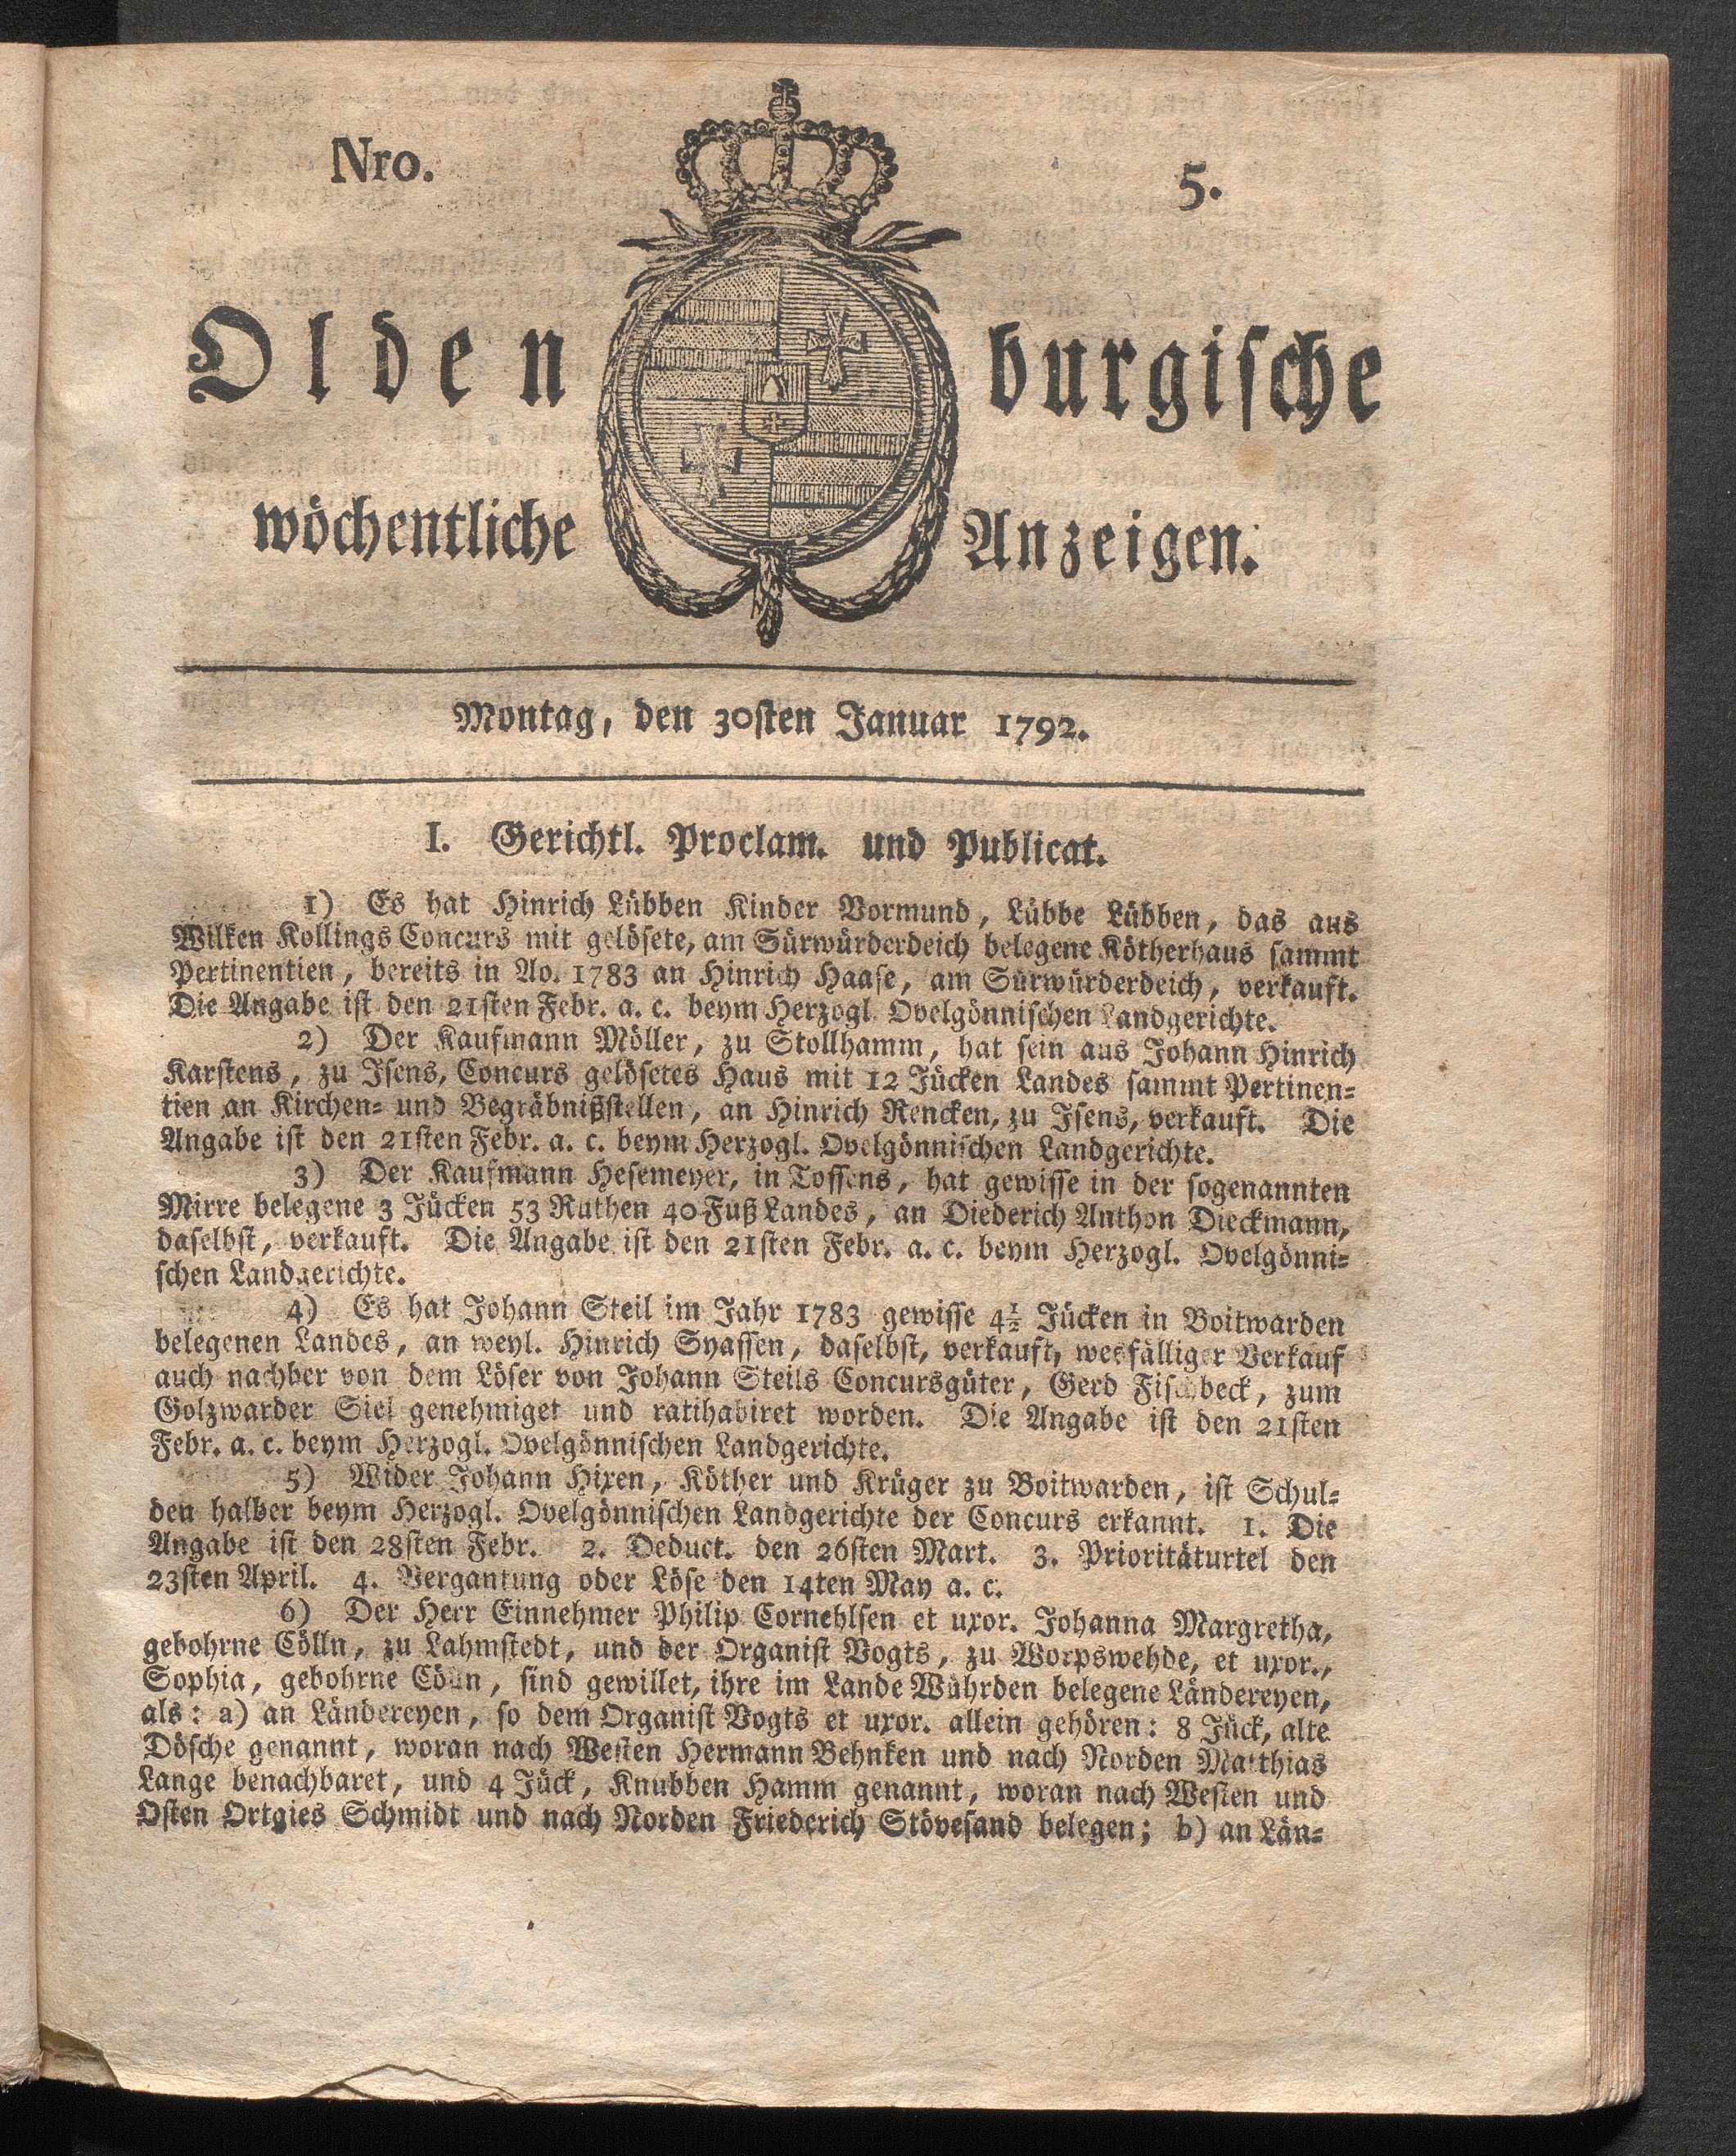 Nro. 5.
Oldenburgische
wöchentliche Anzeigen.
Montag, den 30sten Januar 1792.
I. Gerichtl. Proclam. und Publicat.
1) Es hat Hinrich Lübben Kinder Vormund, Lübbe Lübben, das aus
Wilken Kollings Concurs mit gelösete, am Sürwürderdeich belegene Kötherhaus sammt
Pertinentien, bereits in Ao. 1783 an Hinrich Haase, am Sürwürderdeich, verkauft.
Die Angabe ist den 21sten Febr. a. c. beym Herzogl. Ovelgönnischen Landgerichte.
2) Der Kaufmann Möller, zu Stollhamm, hat sein aus Johann Hinrich
Karstens, zu Isens, Concurs gelösetes Haus mit 12 Jücken Landes sammt Pertinen-
tien an Kirchen- und Begräbnißstellen, an Hinrich Rencken, zu Isens, verkauft. Die
Angabe ist den 21sten Febr. a. c. beym Herzogl. Ovelgönnischen Landgerichte.
3) Der Kaufmann Hesemeyer, in Tossens, hat gewisse in der sogenannten
Mirre belegene 3 Jücken 53 Ruthen 40 Fuß Landes, an Diederich Anthon Dieckmann,
daselbst, verkauft. Die Angabe ist den 21sten Febr. a. c. beym Herzogl. Ovelgönni-
schen Landgerichte.
4) Es hat Johann Steil im Jahr 1783 gewisse 4½ Jücken in Boitwarden
belegenen Landes, an weyl. Hinrich Syassen, daselbst, verkauft, wesfälliger Verkauf
auch nachher von dem Löser von Johann Steils Concursgüter, Gerd Fischbeck, zum
Golzwarder Siel genehmiget und ratihabiret worden. Die Angabe ist den 21sten
Febr. a. c. beym Herzogl. Ovelgönnischen Landgerichte.
5) Wider Johann Hixen, Köther und Krüger zu Boitwarden, ist Schul-
den halber beym Herzogl. Ovelgönnischen Landgerichte der Concurs erkannt. 1. Die
Angabe ist den 28sten Febr. 2. Deduct. den 26sten Mart. 3. Prioritäturtel den
23sten April. 4. Vergantung oder Löse den 14ten May a. c.
6) Der Herr Einnehmer Philip Cornehlsen et uxor. Johanna Margretha,
gebohrne Cölln, zu Lahmstedt, und der Organist Vogts, zu Worpswehde, et uxor.,
Sophia, gebohrne Cölln, sind gewillet, ihre im Lande Wührden belegene Ländereyen,
als: a) an Ländereyen, so dem Organist Vogts et uxor. allein gehören: 8 Jück, alte
Dösche genannt, woran nach Westen Hermann Behnken und nach Norden Matthias
Lange benachbaret, und 4 Jück, Knubben Hamm genannt, woran nach Westen und
Osten Ortgies Schmidt und nach Norden Friederich Stövesand belegen; b) an Län-